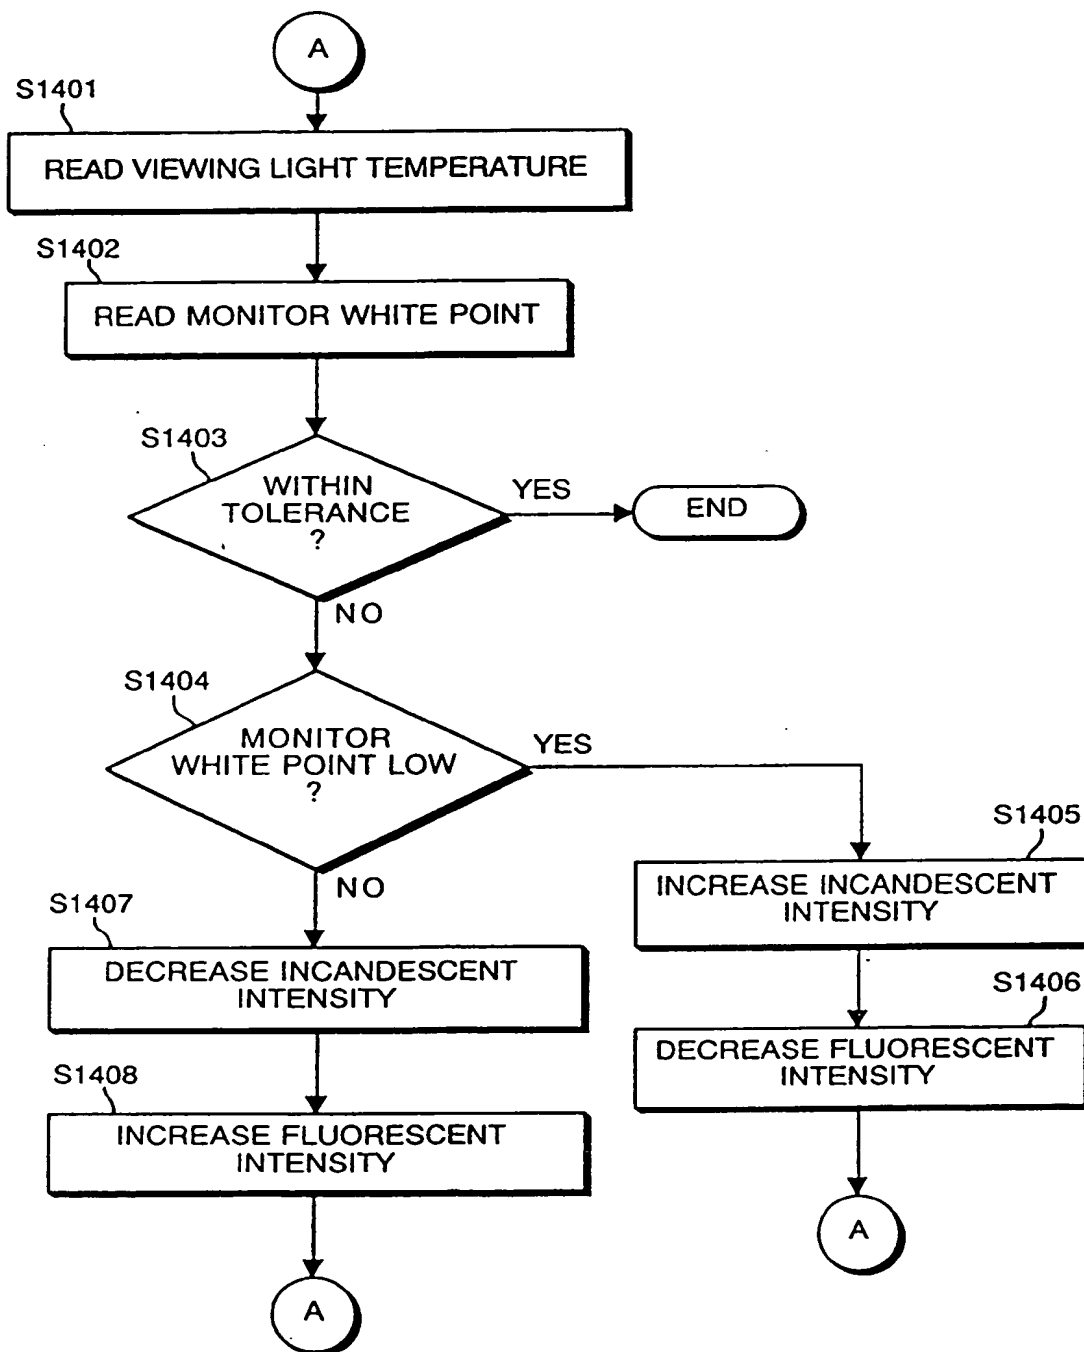 A
S1401
READ VIEWING LIGHT TEMPERATURE
S1402
READ MONITOR WHITE POINT
S1403
WITHIN
TOLERANCE
?
YES
END
NO
S1404
MONITOR
WHITE POINT LOW
?
YES
S1405
INCREASE INCANDESCENT
INTENSITY
NO
S1407
DECREASE INCANDESCENT
INTENSITY
S1406
DECREASE FLUORESCENT
INTENSITY
S1408
INCREASE FLUORESCENT
INTENSITY
A
A